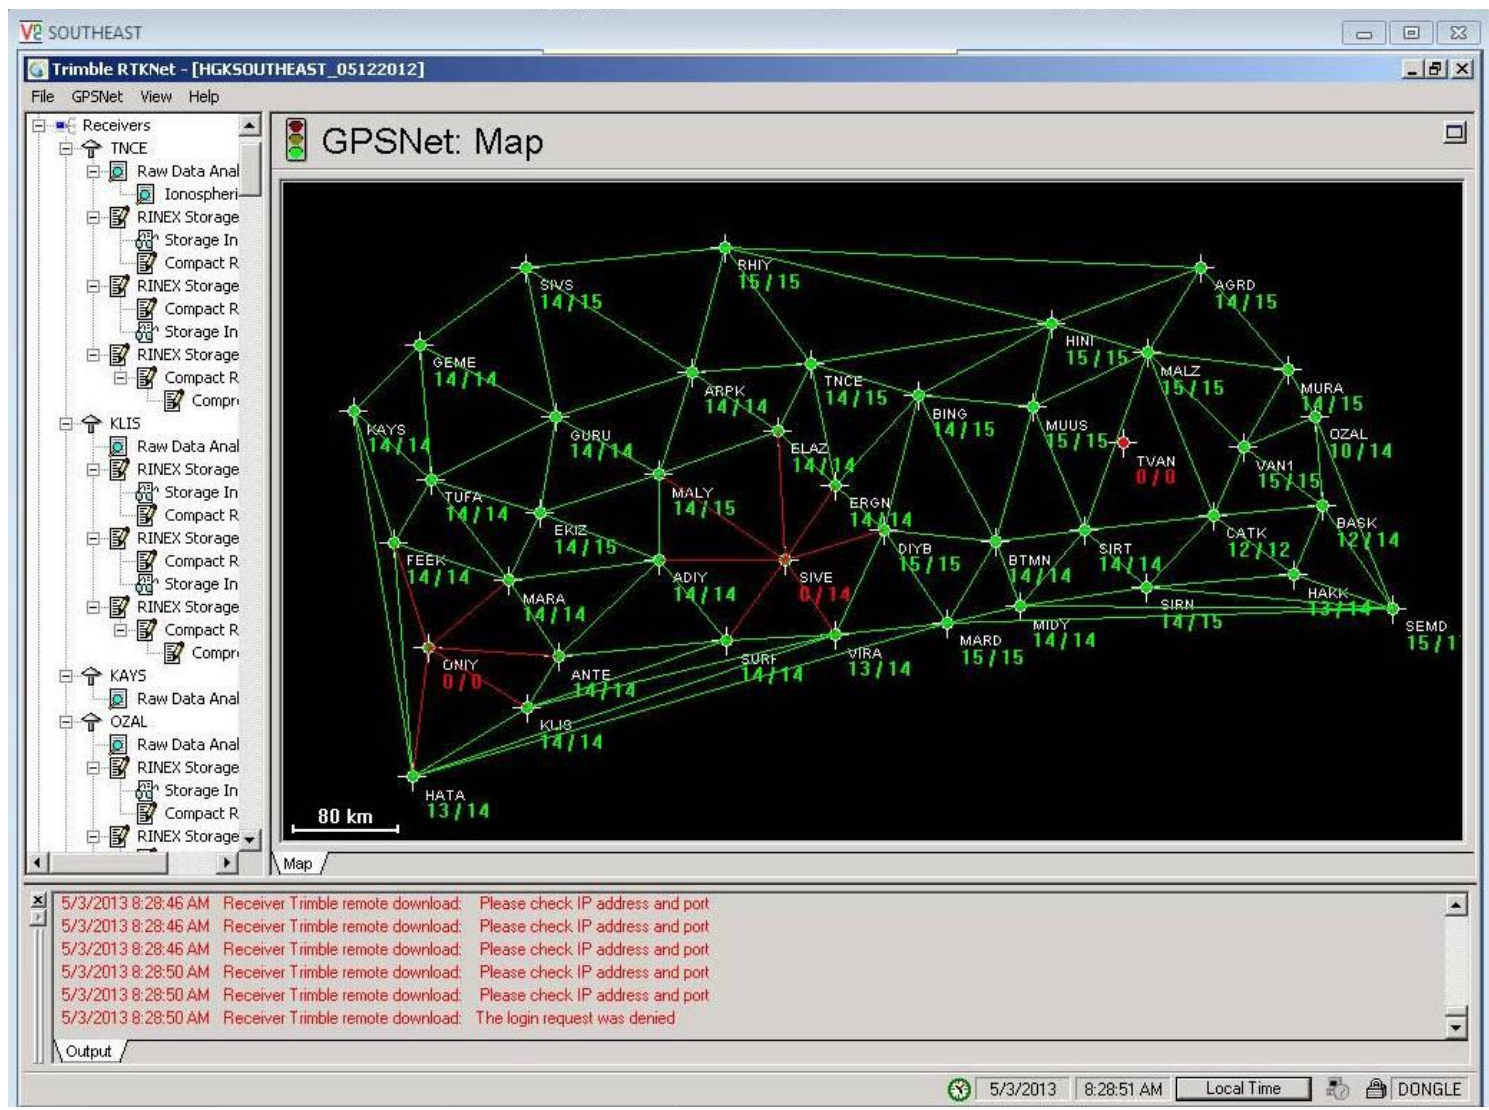 SOUTHEAST
Trimble RTKNet - [HGKSOUTHEAST_05122012]
File GPSNet View Help
Receivers
TNCE
Raw Data Anal
Ionospheri
RINEX Storage
Storage In
Compact R
RINEX Storage
Compact R
Storage In
RINEX Storage
Compact R
Compre
KLIS
Raw Data Anal
RINEX Storage
Storage In
Compact R
RINEX Storage
Compact R
Storage In
RINEX Storage
Compact R
Compre
KAYS
Raw Data Anal
OZAL
Raw Data Anal
RINEX Storage
Storage In
Compact R
RINEX Storage
GPSNet: Map
RHIY
15/15
SIVS
14/15
AGRD
14/15
HINI
15/15
GEME
14/14
MALZ
15/15
TNCE
14/15
ARPK
14/14
MURA
14/15
BING
14/15
KAYS
14/14
GURU
14/14
MUUS
15/15
OZAL
10/14
ELAZ
14/14
TVAN
0/0
VAN1
15/15
MALY
14/15
TUFA
14/14
ERGN
14/14
BASK
12/14
EKIZ
14/15
CATK
12/12
DIYB
15/15
SIRT
14/14
FEEK
14/14
BTMN
14/14
ADIY
14/14
SIVE
0/14
HAKK
13/14
MARA
14/14
SIRN
14/15
MIDY
14/14
SEMD
15/1
MARD
15/15
VIRA
13/14
SURF
14/14
ONIY
0/0
ANTE
14/14
KLIS
14/14
HATA
13/14
80 km
Map
5/3/2013 8:28:46 AM Receiver Trimble remote download: Please check IP address and port
5/3/2013 8:28:46 AM Receiver Trimble remote download: Please check IP address and port
5/3/2013 8:28:46 AM Receiver Trimble remote download: Please check IP address and port
5/3/2013 8:28:50 AM Receiver Trimble remote download: Please check IP address and port
5/3/2013 8:28:50 AM Receiver Trimble remote download: Please check IP address and port
5/3/2013 8:28:50 AM Receiver Trimble remote download: The login request was denied
Output
5/3/2013 8:28:51 AM Local Time DONGLE